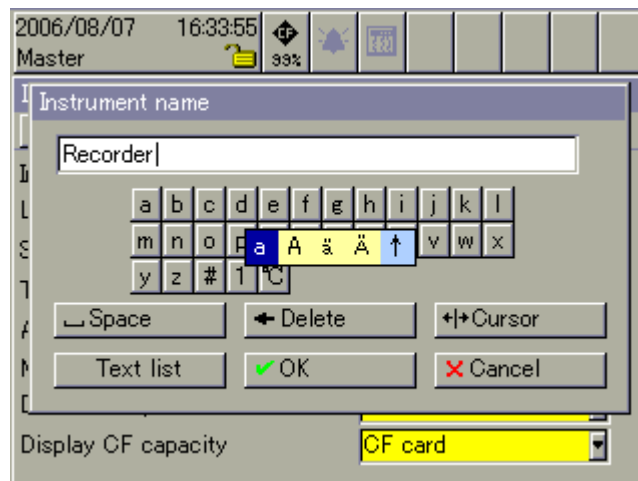 2006/08/07 16:33:55 CF
Master 99%
Instrument name
Recorder
a b c d e f g h i j k l
m n o p a A ä Ä ↑ v w x
y z # 1 °C
Space Delete Cursor
Text list OK Cancel
Display CF capacity CF card